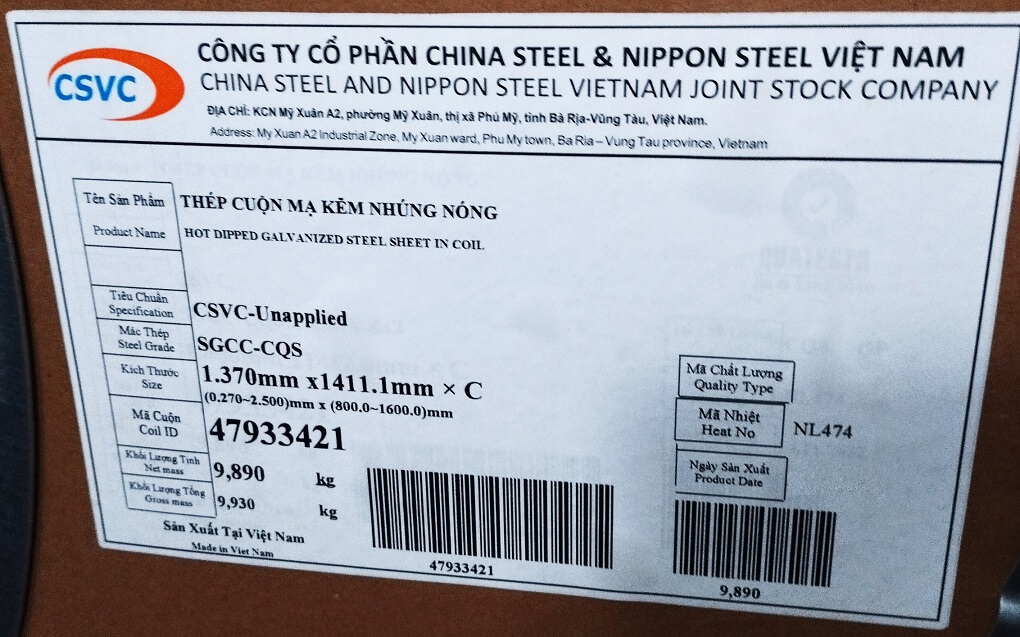 CSVC
CÔNG TY CỔ PHẦN CHINA STEEL & NIPPON STEEL VIỆT NAM
CHINA STEEL AND NIPPON STEEL VIETNAM JOINT STOCK COMPANY
ĐỊA CHỈ: KCN Mỹ Xuân A2, phường Mỹ Xuân, thị xã Phú Mỹ, tỉnh Bà Rịa-Vũng Tàu, Việt Nam.
Address: My Xuan A2 Industrial Zone, My Xuan ward, Phu My town, Ba Ria – Vung Tau province, Vietnam
Tên Sản Phẩm THÉP CUỘN MẠ KẼM NHÚNG NÓNG
Product Name HOT DIPPED GALVANIZED STEEL SHEET IN COIL
Tiêu Chuẩn
Specification CSVC-Unapplied
Mác Thép
Steel Grade SGCC-CQS
Kích Thước
Size
1.370mm x1411.1mm × C
(0.270~2.500)mm x (800.0~1600.0)mm
Mã Chất Lượng
Quality Type
Mã Cuộn
Coil ID 47933421
Mã Nhiệt
Heat No NL474
Khối Lượng Tịnh
Net mass 9,890 kg
Ngày Sản Xuất
Product Date
Khối Lượng Tổng
Gross mass 9,930 kg
Sản Xuất Tại Việt Nam
Made in Viet Nam
47933421
9,890